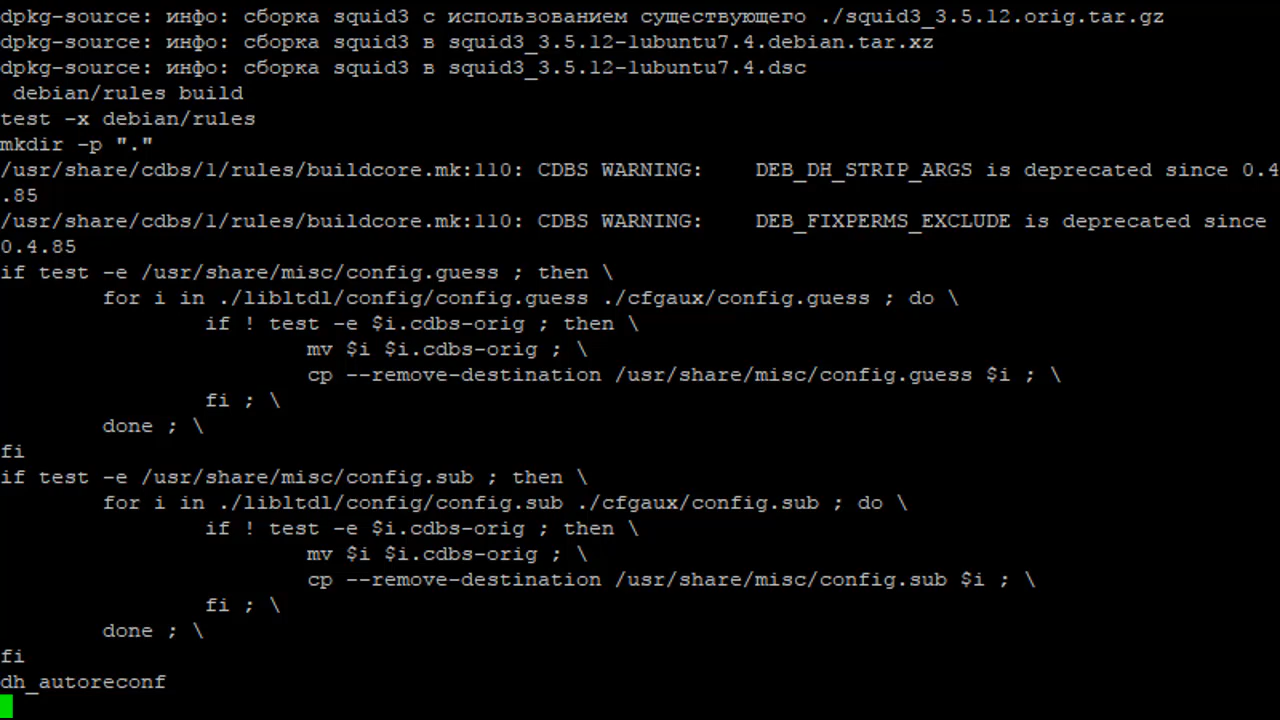 dpkg-source: инфо: сборка squid3 с использованием существующего ./squid3_3.5.12.orig.tar.gz
dpkg-source: инфо: сборка squid3 в squid3_3.5.12-1ubuntu7.4.debian.tar.xz
dpkg-source: инфо: сборка squid3 в squid3_3.5.12-1ubuntu7.4.dsc
 debian/rules build
test -x debian/rules
mkdir -p "."
/usr/share/cdbs/1/rules/buildcore.mk:110: CDBS WARNING:    DEB_DH_STRIP_ARGS is deprecated since 0.4
.85
/usr/share/cdbs/1/rules/buildcore.mk:110: CDBS WARNING:    DEB_FIXPERMS_EXCLUDE is deprecated since
0.4.85
if test -e /usr/share/misc/config.guess ; then \
        for i in ./libltdl/config/config.guess ./cfgaux/config.guess ; do \
                if ! test -e $i.cdbs-orig ; then \
                        mv $i $i.cdbs-orig ; \
                        cp --remove-destination /usr/share/misc/config.guess $i ; \
                fi ; \
        done ; \
fi
if test -e /usr/share/misc/config.sub ; then \
        for i in ./libltdl/config/config.sub ./cfgaux/config.sub ; do \
                if ! test -e $i.cdbs-orig ; then \
                        mv $i $i.cdbs-orig ; \
                        cp --remove-destination /usr/share/misc/config.sub $i ; \
                fi ; \
        done ; \
fi
dh_autoreconf